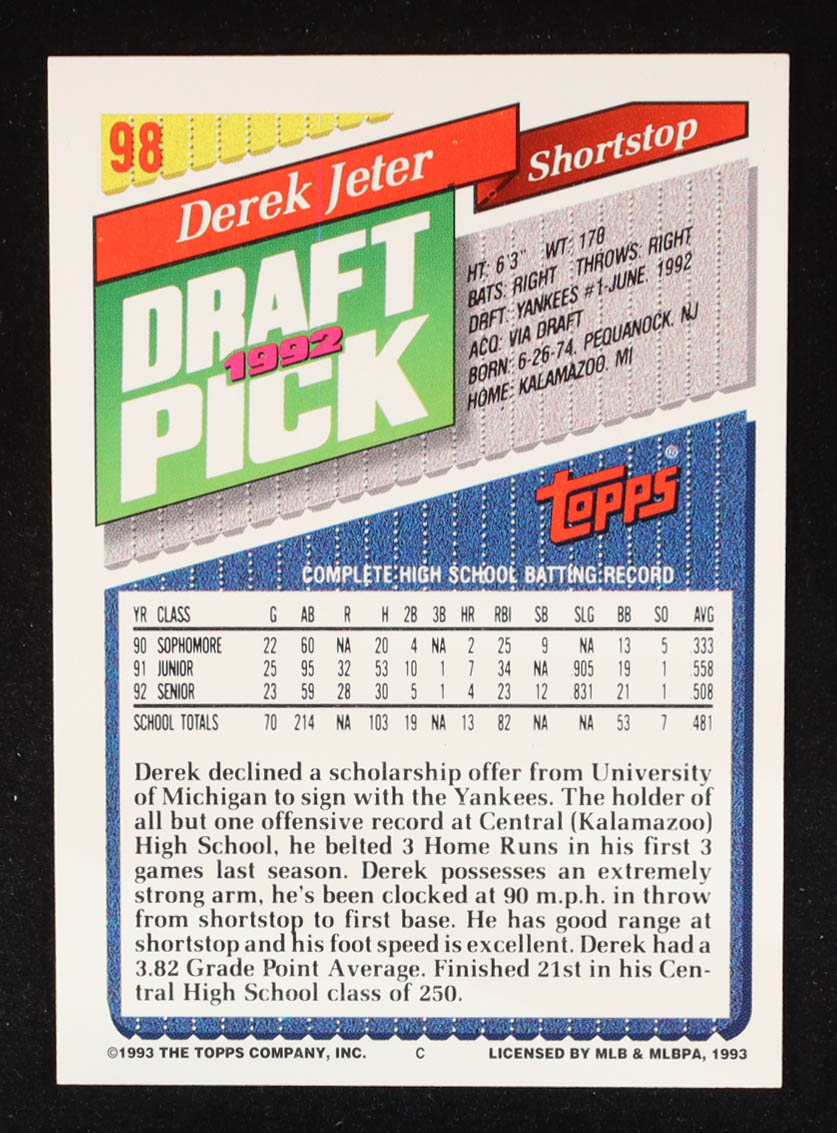 98
Derek Jeter
Shortstop
DRAFT
1992
PICK
HT: 6'3" WT: 170
BATS: RIGHT THROWS: RIGHT
DRFT: YANKEES #1-JUNE, 1992
ACQ: VIA DRAFT
BORN: 6-26-74, PEQUANOCK, NJ
HOME: KALAMAZOO, MI
Topps®
COMPLETE HIGH SCHOOL BATTING RECORD
YR CLASS G AB R H 2B 3B HR RBI SB SLG BB SO AVG
90 SOPHOMORE 22 60 NA 20 4 NA 2 25 9 NA 13 5 .333
91 JUNIOR 25 95 32 53 10 1 7 34 NA .905 19 1 .558
92 SENIOR 23 59 28 30 5 1 4 23 12 .831 21 1 .508
SCHOOL TOTALS 70 214 NA 103 19 NA 13 82 NA NA 53 7 .481
Derek declined a scholarship offer from University
of Michigan to sign with the Yankees. The holder of
all but one offensive record at Central (Kalamazoo)
High School, he belted 3 Home Runs in his first 3
games last season. Derek possesses an extremely
strong arm, he's been clocked at 90 m.p.h. in throw
from shortstop to first base. He has good range at
shortstop and his foot speed is excellent. Derek had a
3.82 Grade Point Average. Finished 21st in his Cen-
tral High School class of 250.
©1993 THE TOPPS COMPANY, INC. C LICENSED BY MLB & MLBPA, 1993